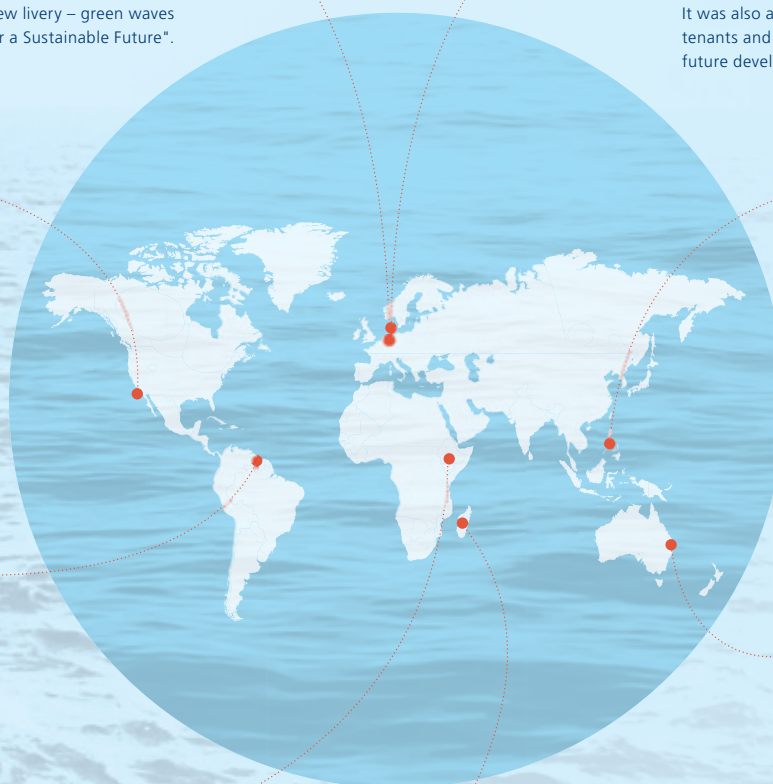 ew livery – green waves
r a Sustainable Future".
It was also a
tenants and
future devel